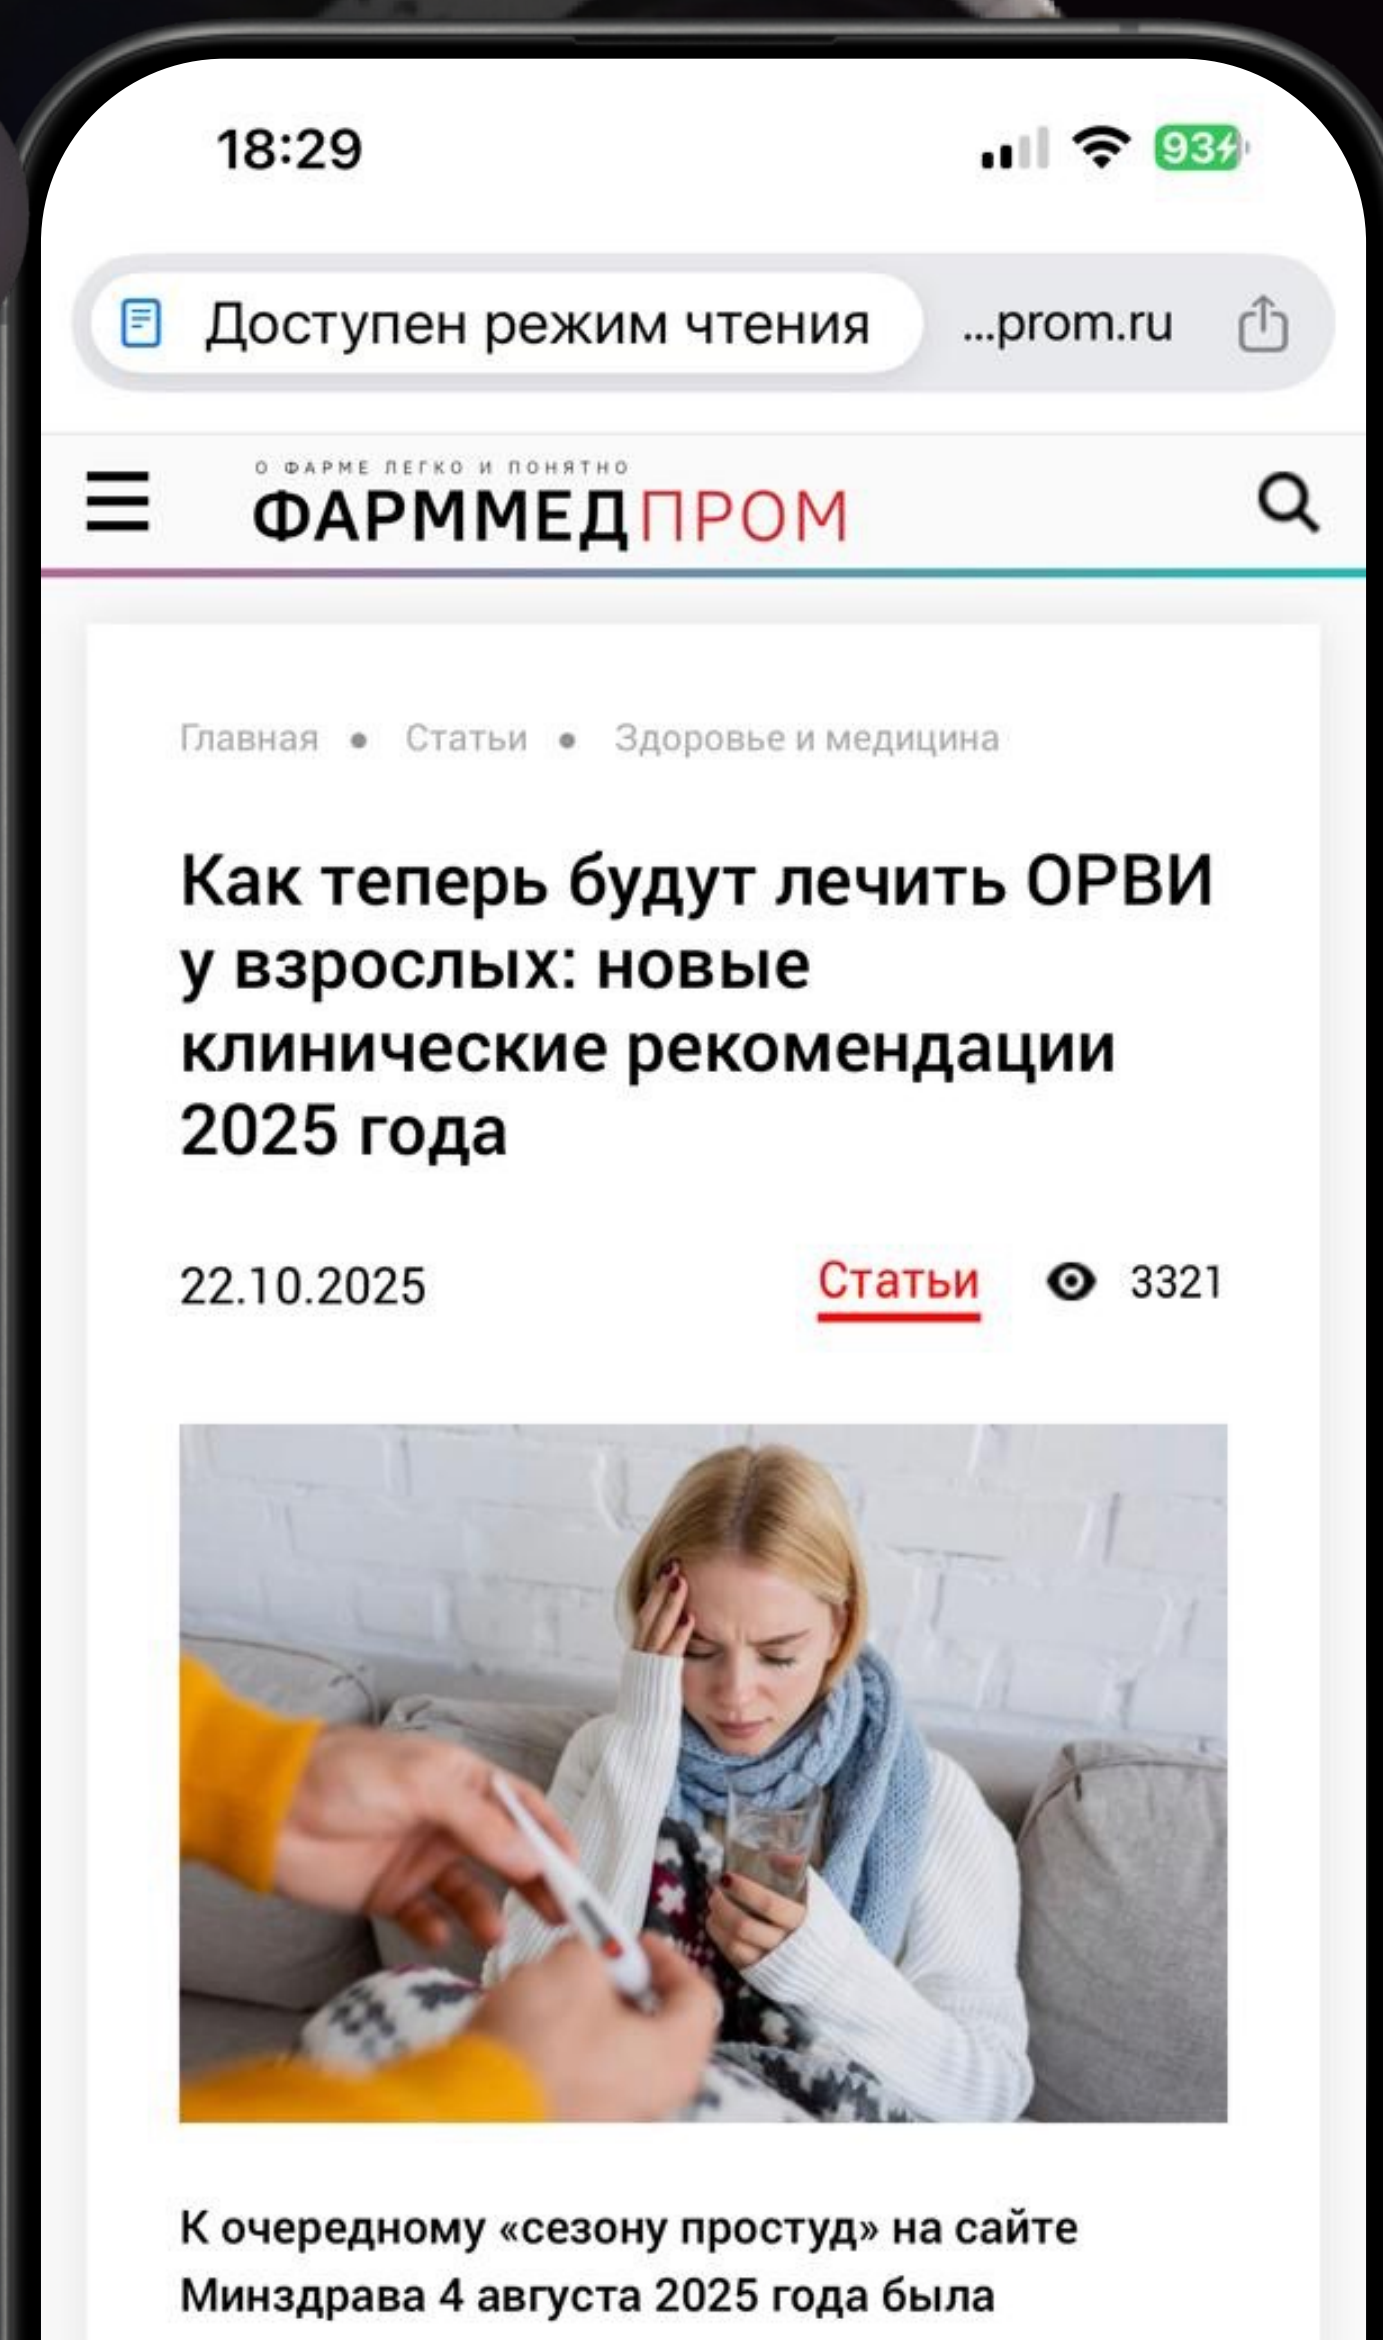 18:29
93
Доступен режим чтения
...prom.ru
О ФАРМЕ ЛЕГКО И ПОНЯТНО
ФАРММЕДПРОМ
Главная • Статьи • Здоровье и медицина
Как теперь будут лечить ОРВИ
у взрослых: новые
клинические рекомендации
2025 года
22.10.2025
Статьи
3321
К очередному «сезону простуд» на сайте
Минздрава 4 августа 2025 года была